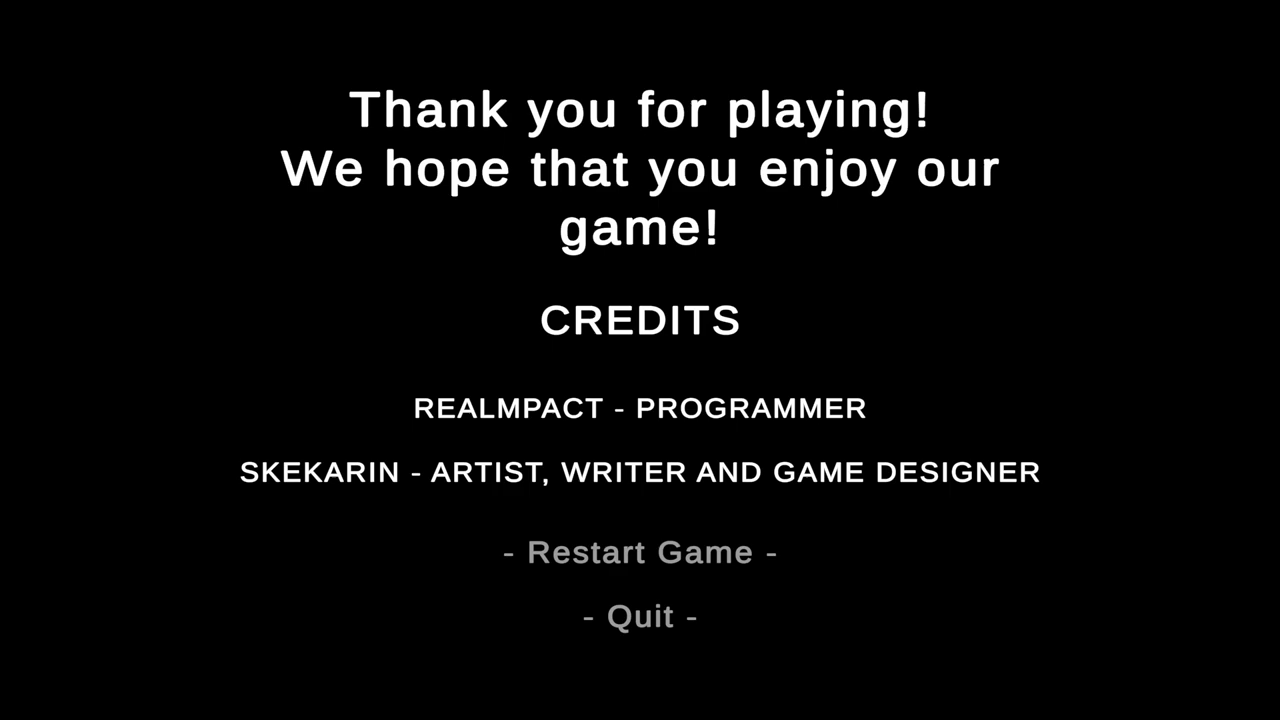 Thank you for playing!
We hope that you enjoy our
game!
CREDITS
REALMPACT - PROGRAMMER
SKEKARIN - ARTIST, WRITER AND GAME DESIGNER
- Restart Game -
- Quit -